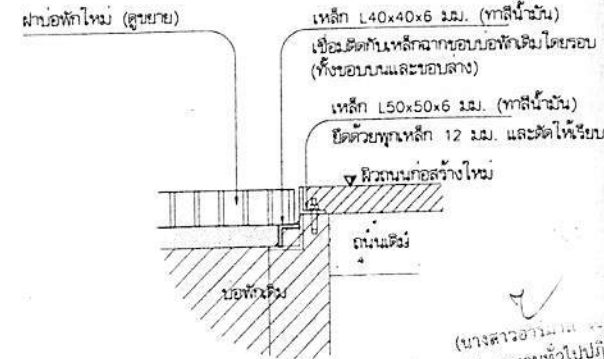 ฝาบ่อพักใหม่ (ดูขยาย)
เหล็ก L40x40x6 มม. (ทาสีน้ำมัน)
เชื่อมติดกับเหล็กฉากขอบบ่อพักเดิมโดยรอบ
(ทั้งขอบบนและขอบล่าง)
เหล็ก L50x50x6 มม. (ทาสีน้ำมัน)
ยึดด้วยพุกเหล็ก 12 มม. และตัดให้เรียบ
ผิวถนนก่อสร้างใหม่
ถนนเดิม
บ่อพักเดิม
(นางสาว